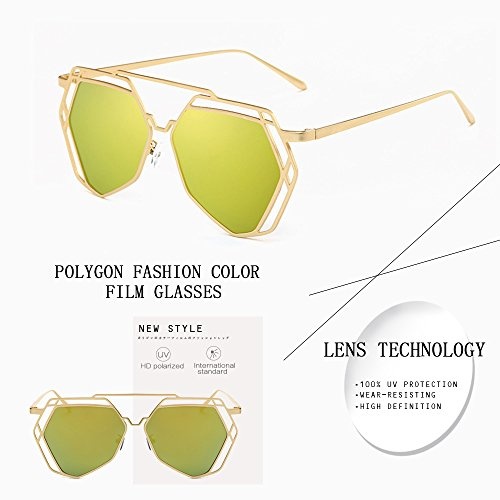 POLYGON FASHION COLOR
FILM GLASSES
NEW STYLE
UV
HD polarized
International
standard
LENS TECHNOLOGY
•100% UV PROTECTION
•WEAR-RESISTING
•HIGH DEFINITION